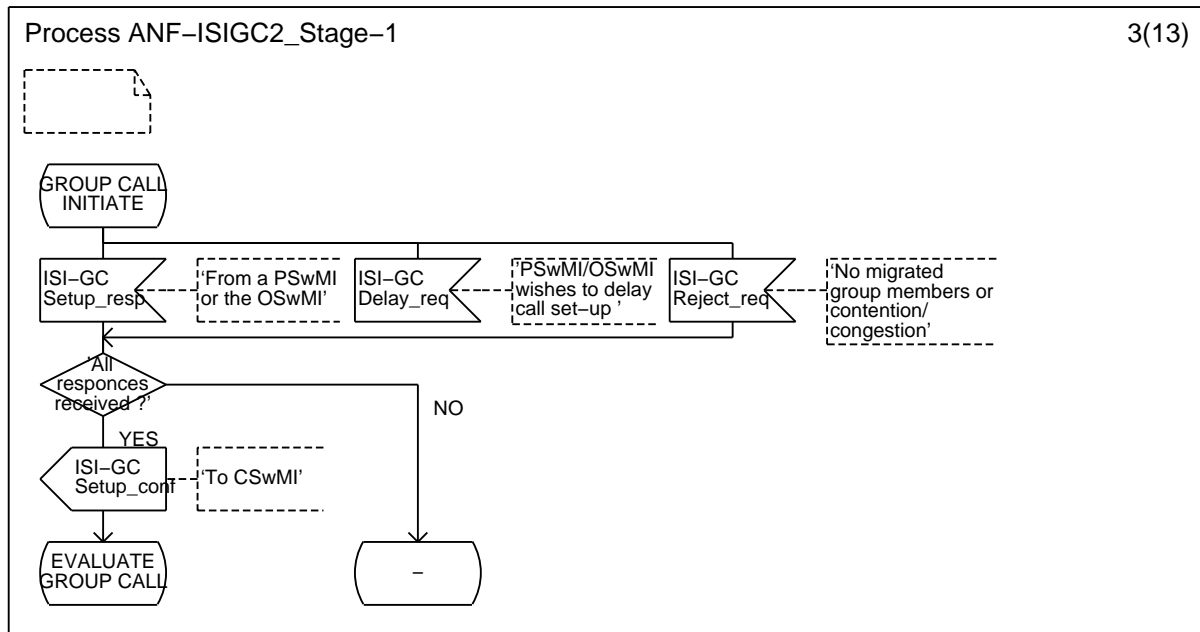 Process ANF−ISIGC2_Stage−1
3(13)
GROUP CALL
INITIATE
ISI−GC
Setup_resp
‘From a PSwMI
or the OSwMI’
ISI−GC
Delay_req
‘PSwMI/OSwMI
wishes to delay
call set−up ’
ISI−GC
Reject_req
‘No migrated
group members or
contention/
congestion’
‘All
responces
received ?’
NO
YES
ISI−GC
Setup_conf
‘To CSwMI’
EVALUATE
GROUP CALL
−